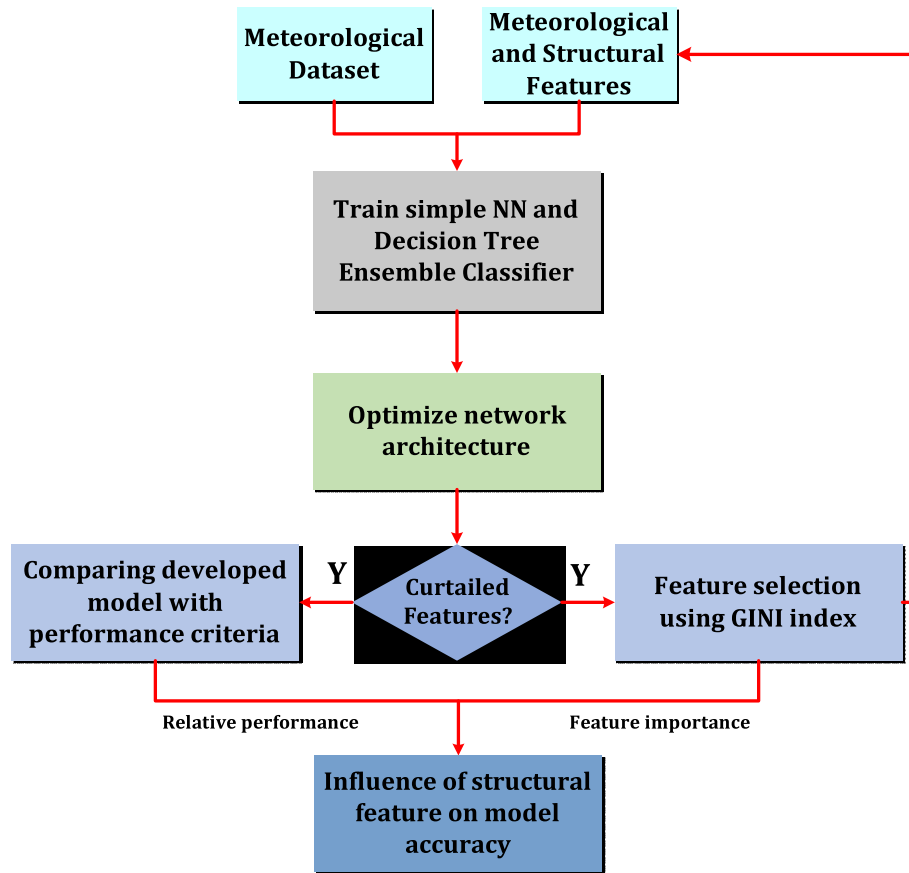 Meteorological
Dataset
Meteorological
and Structural
Features
Train simple NN and
Decision Tree
Ensemble Classifier
Optimize network
architecture
Comparing developed
model with
performance criteria
Y
Curtailed
Features?
Y
Feature selection
using GINI index
Relative performance
Feature importance
Influence of structural
feature on model
accuracy